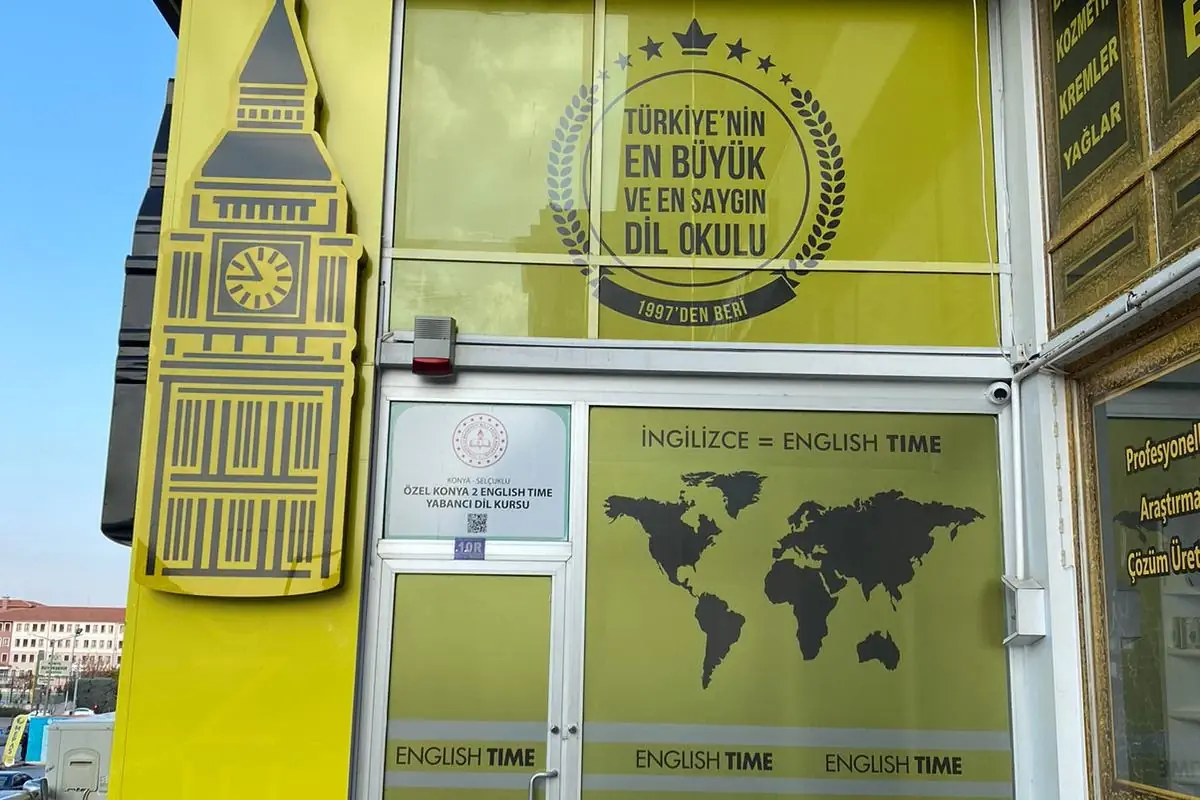 TÜRKİYE'NİN
EN BÜYÜK
VE EN SAYGIN
DİL OKULU
1997'DEN BERİ
KONYA - SELÇUKLU
ÖZEL KONYA 2 ENGLISH TIME
YABANCI DİL KURSU
10R
İNGİLİZCE = ENGLISH TIME
ENGLISH TIME
ENGLISH TIME
ENGLISH TIME
KOZMETİK
KREMLER
YAĞLAR
Profesyonel
Araştırma
Çözüm Üret